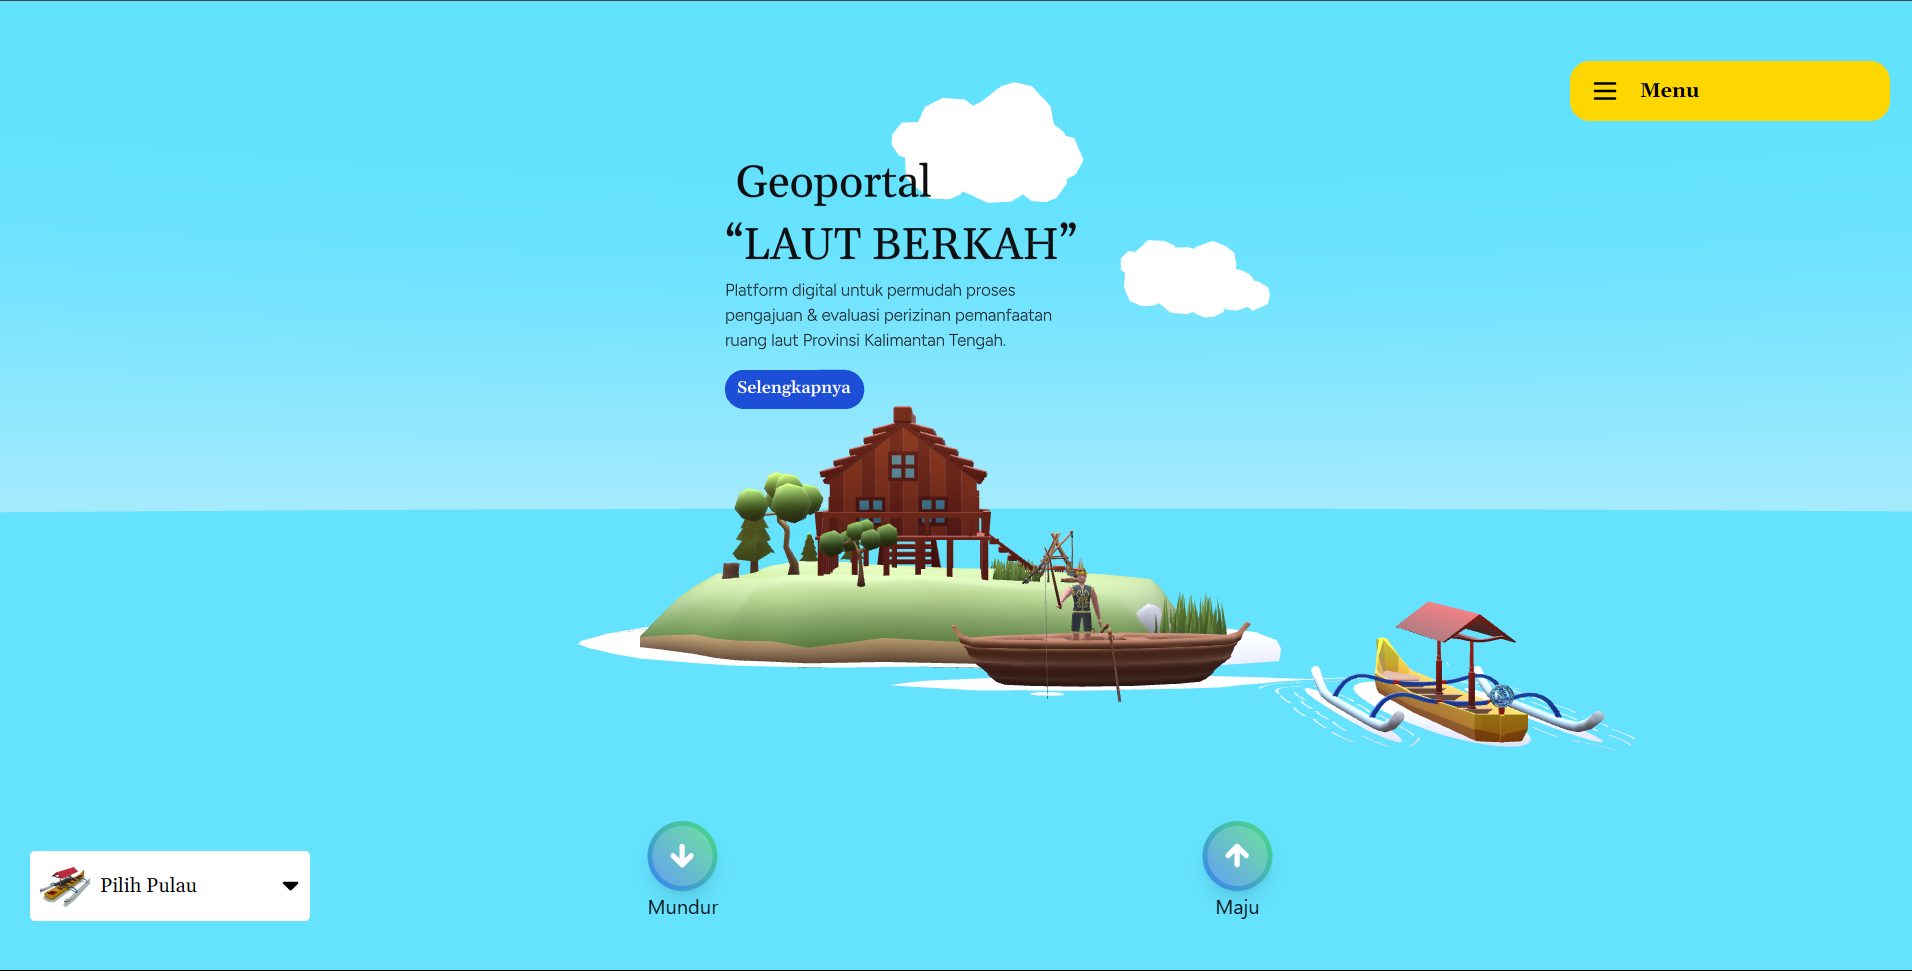 Menu
Geoportal
“LAUT BERKAH”
Platform digital untuk permudah proses
pengajuan & evaluasi perizinan pemanfaatan
ruang laut Provinsi Kalimantan Tengah.
Selengkapnya
Pilih Pulau
Mundur
Maju